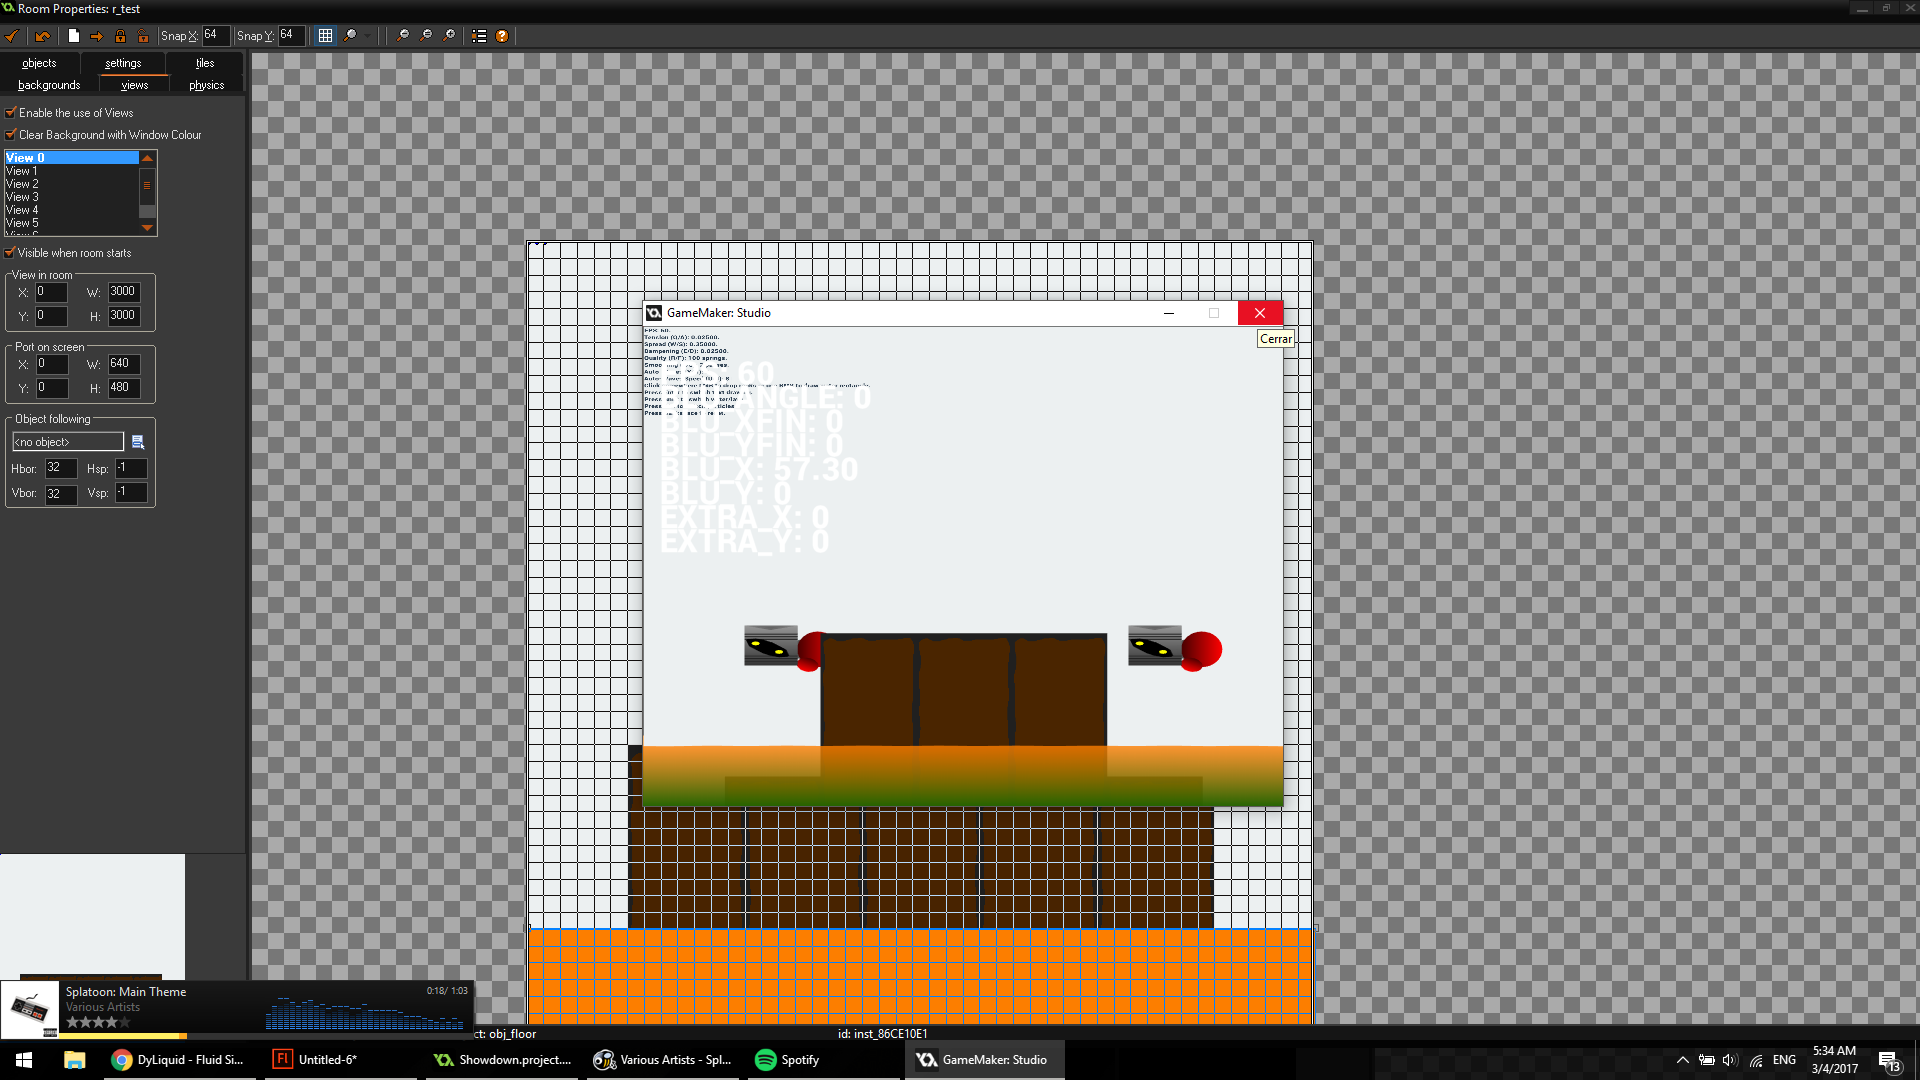 Room Properties: r_test
Snap X: 64 Snap Y: 64
objects settings tiles
backgrounds views physics
Enable the use of Views
Clear Background with Window Colour
View 0
View 1
View 2
View 3
View 4
View 5
Visible when room starts
View in room
X: 0 W: 3000
Y: 0 H: 3000
Port on screen
X: 0 W: 640
Y: 0 H: 480
Object following
<no object>
Hbor: 32 Hsp: -1
Vbor: 32 Vsp: -1
GameMaker: Studio
Cerrar
FPS: 60.
Tension (Q/A): 0.02500.
Spread (W/S): 0.35000.
Dampening (E/D): 0.02500.
Quality (R/F): 100 springs.
60
ANGLE: 0
BLU_XFIN: 0
BLU_YFIN: 0
BLU_X: 57.30
BLU_Y: 0
EXTRA_X: 0
EXTRA_Y: 0
Splatoon: Main Theme
0:18/ 1:03
Various Artists
ct: obj_floor
id: inst_86CE10E1
DyLiquid - Fluid Si...
Untitled-6*
Showdown.project....
Various Artists - Spl...
Spotify
GameMaker: Studio
ENG
5:34 AM
3/4/2017
13